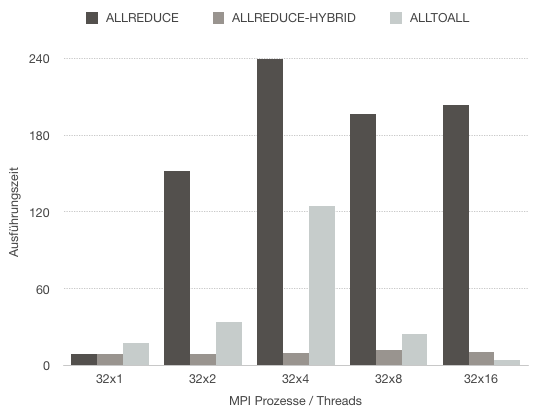 ALLREDUCE ALLREDUCE-HYBRID ALLTOALL
240
180
120
60
0
Ausführungszeit
32x1 32x2 32x4 32x8 32x16
MPI Prozesse / Threads